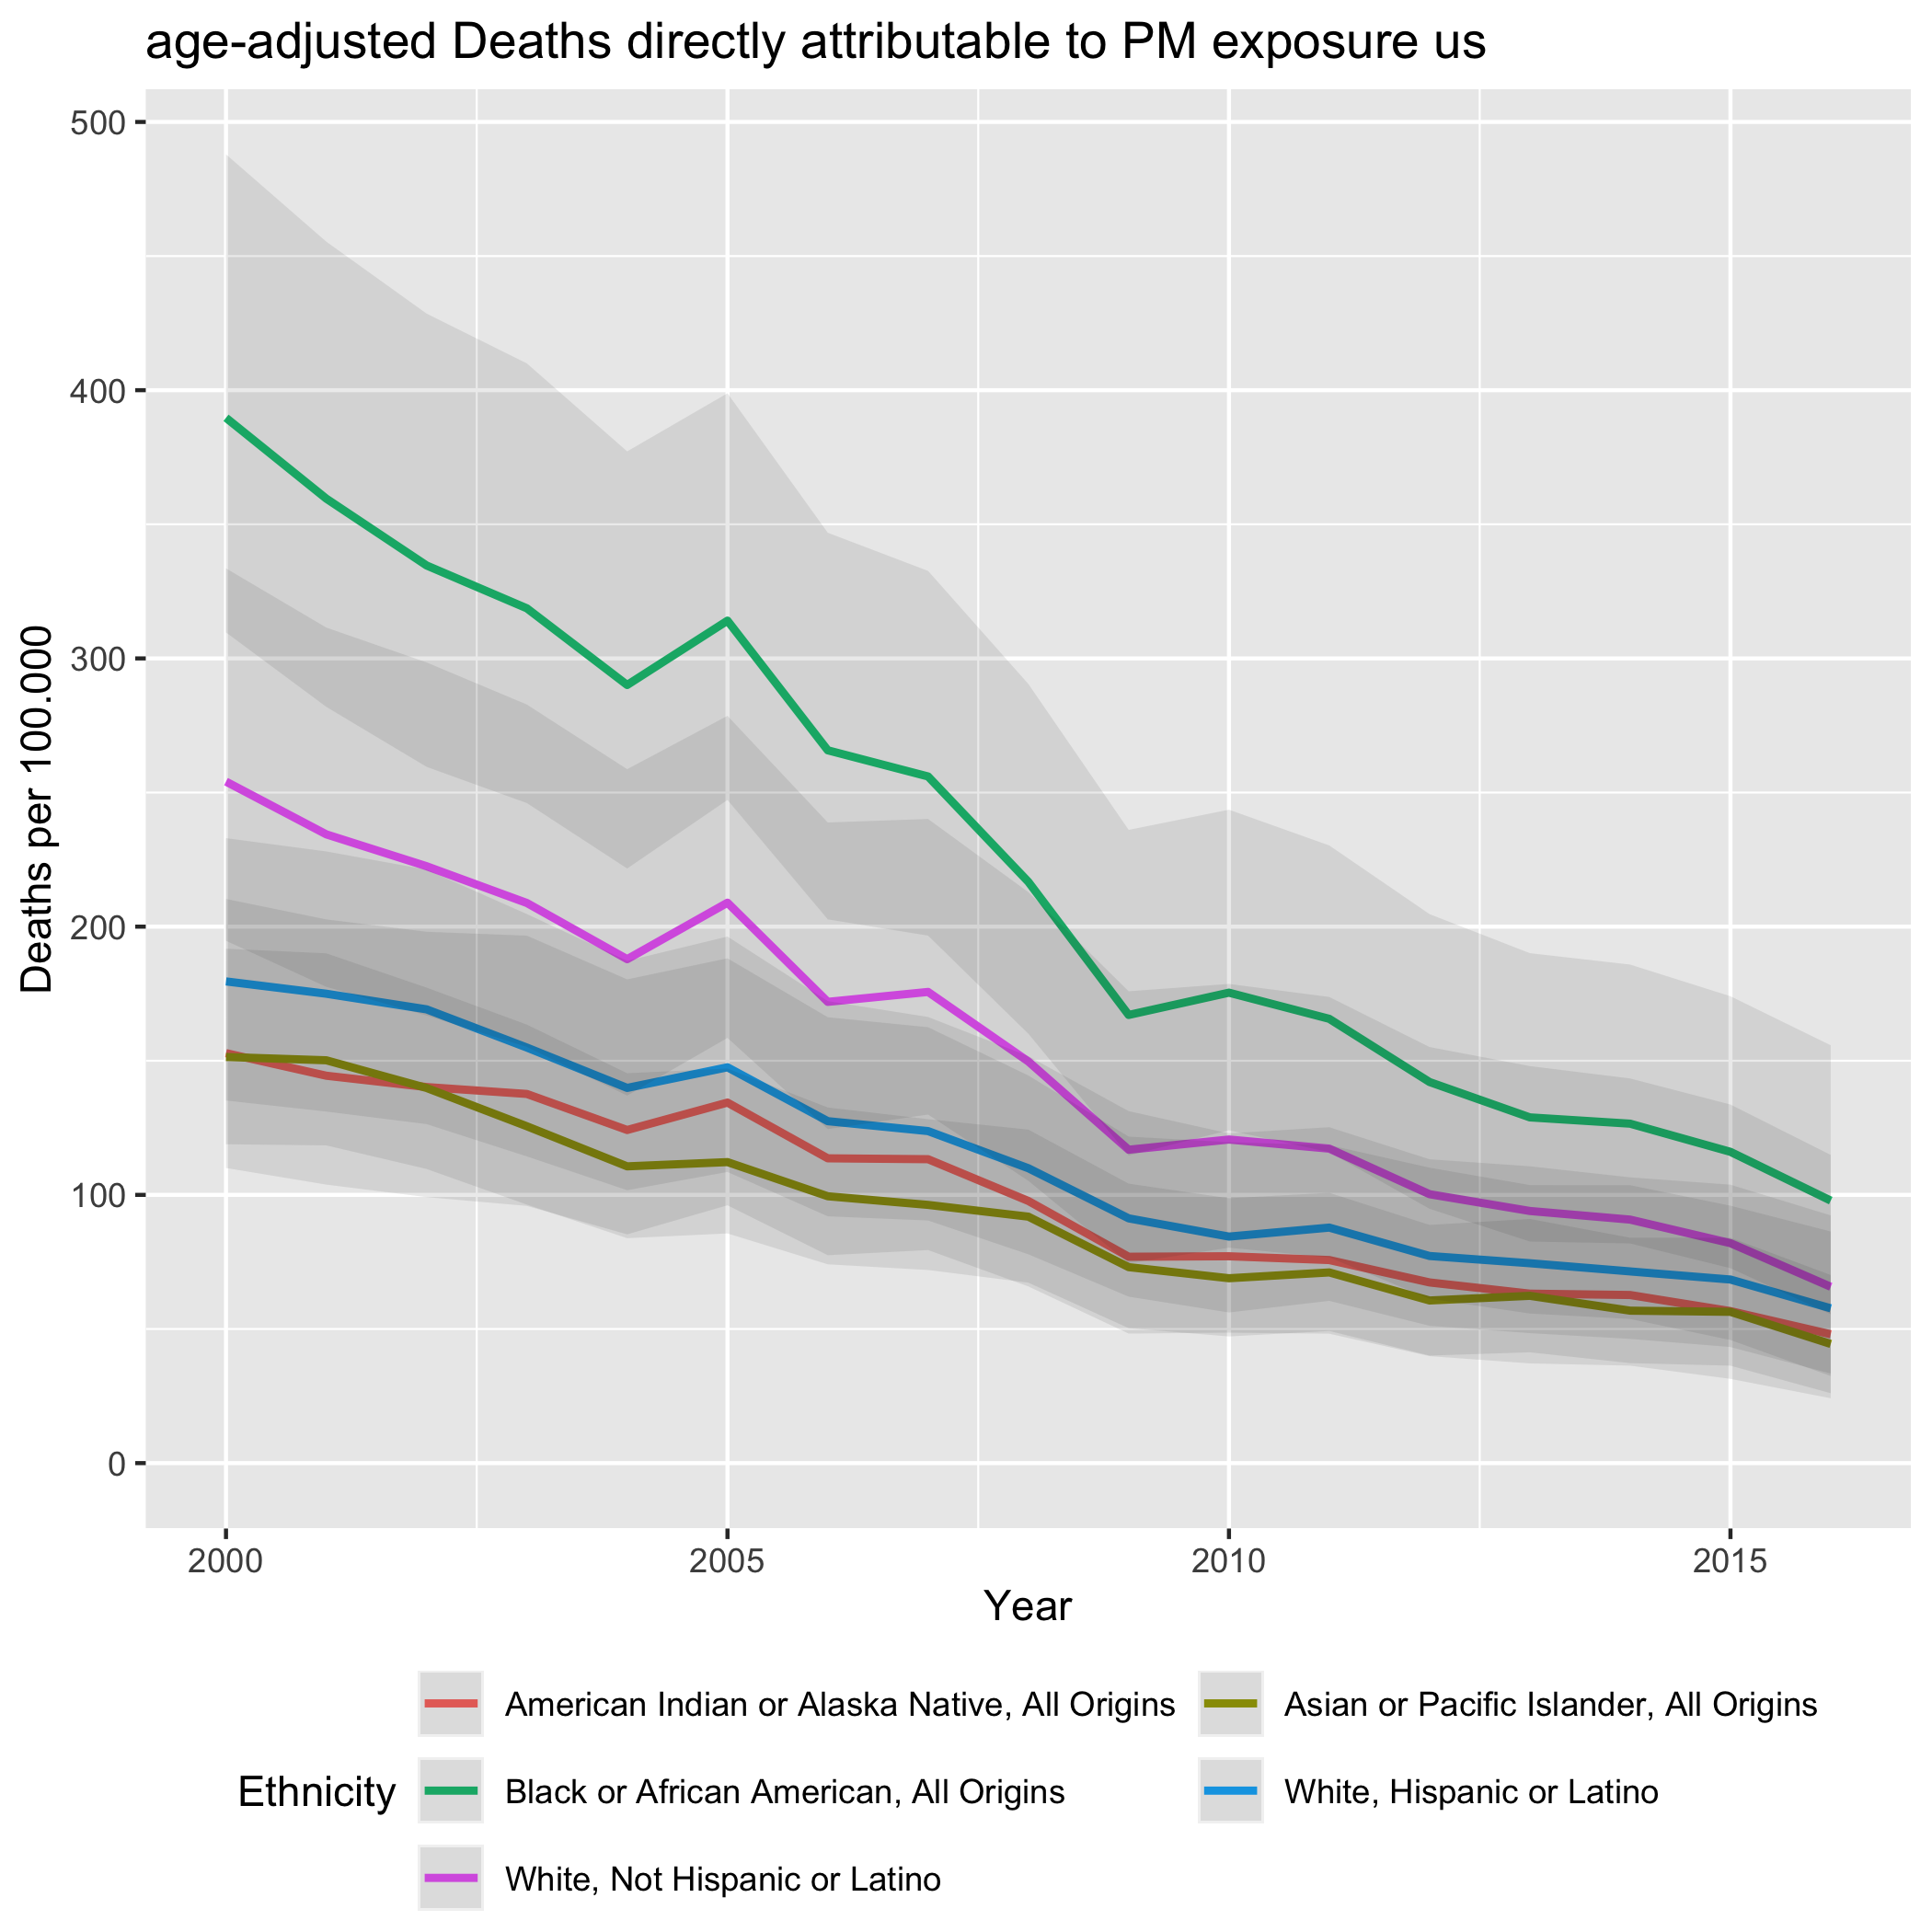 age-adjusted Deaths directly attributable to PM exposure us
500
400
300
200
100
0
Deaths per 100.000
2000
2005
2010
2015
Year
Ethnicity
American Indian or Alaska Native, All Origins
Asian or Pacific Islander, All Origins
Black or African American, All Origins
White, Hispanic or Latino
White, Not Hispanic or Latino